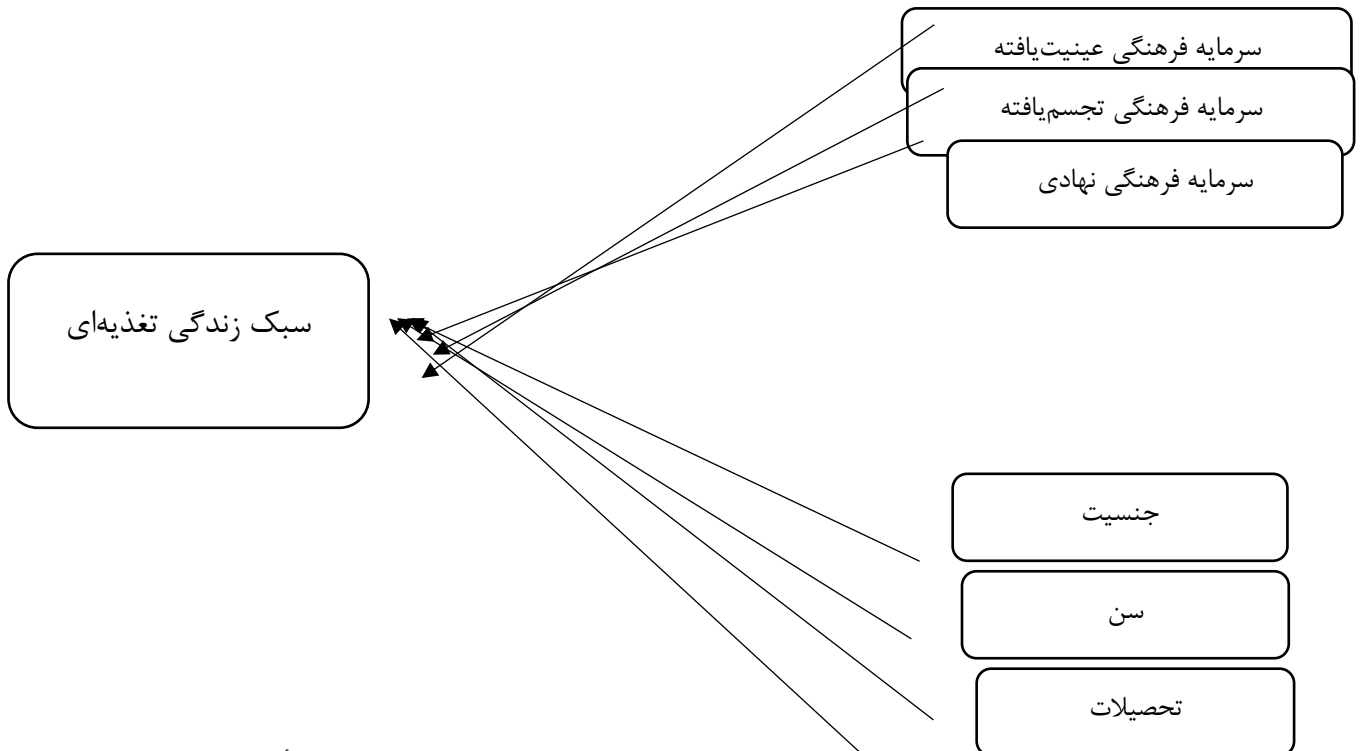 سرمایه فرهنگی عینیت‌یافته
سرمایه فرهنگی تجسم‌یافته
سرمایه فرهنگی نهادی
سبک زندگی تغذیه‌ای
جنسیت
سن
تحصیلات